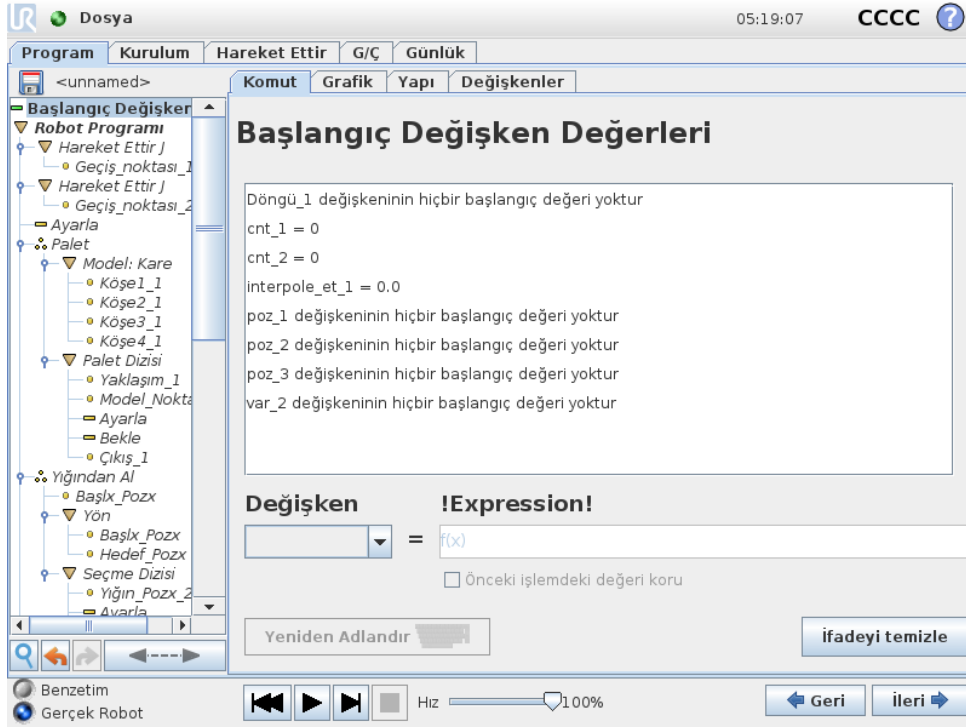 UR Dosya 05:19:07 CCCC ?
Program Kurulum Hareket Ettir G/Ç Günlük
<unnamed>
Komut Grafik Yapı Değişkenler
Başlangıç Değişker
Robot Programı
Hareket Ettir J
Geçiş_noktası_1
Hareket Ettir J
Geçiş_noktası_2
Ayarla
Palet
Model: Kare
Köşe1_1
Köşe2_1
Köşe3_1
Köşe4_1
Palet Dizisi
Yaklaşım_1
Model_Nokta
Ayarla
Bekle
Çıkış_1
Yığından Al
Başlx_Pozx
Yön
Başlx_Pozx
Hedef_Pozx
Seçme Dizisi
Yığın_Pozx_2
Ayarla
Başlangıç Değişken Değerleri
Döngü_1 değişkeninin hiçbir başlangıç değeri yoktur
cnt_1 = 0
cnt_2 = 0
interpole_et_1 = 0.0
poz_1 değişkeninin hiçbir başlangıç değeri yoktur
poz_2 değişkeninin hiçbir başlangıç değeri yoktur
poz_3 değişkeninin hiçbir başlangıç değeri yoktur
var_2 değişkeninin hiçbir başlangıç değeri yoktur
Değişken !Expression!
= f(x)
Önceki işlemdeki değeri koru
Yeniden Adlandır
İfadeyi temizle
Benzetim
Gerçek Robot
Hız 100%
Geri İleri